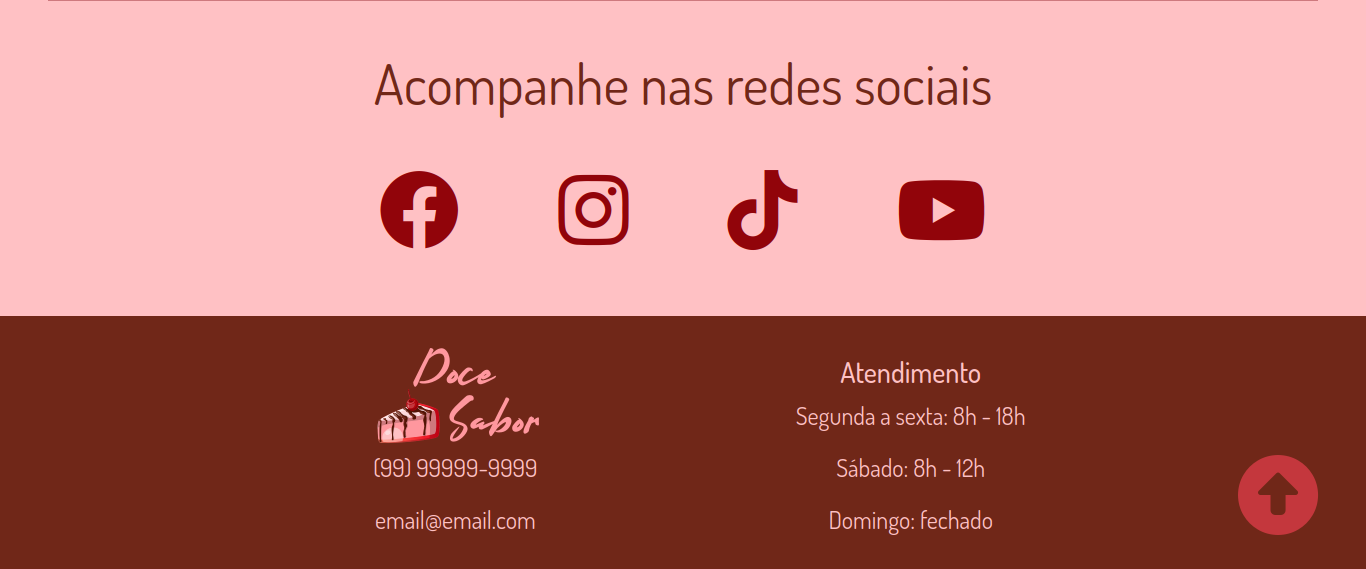 Acompanhe nas redes sociais
Doce
Sabor
(99) 99999-9999
email@email.com
Atendimento
Segunda a sexta: 8h - 18h
Sábado: 8h - 12h
Domingo: fechado